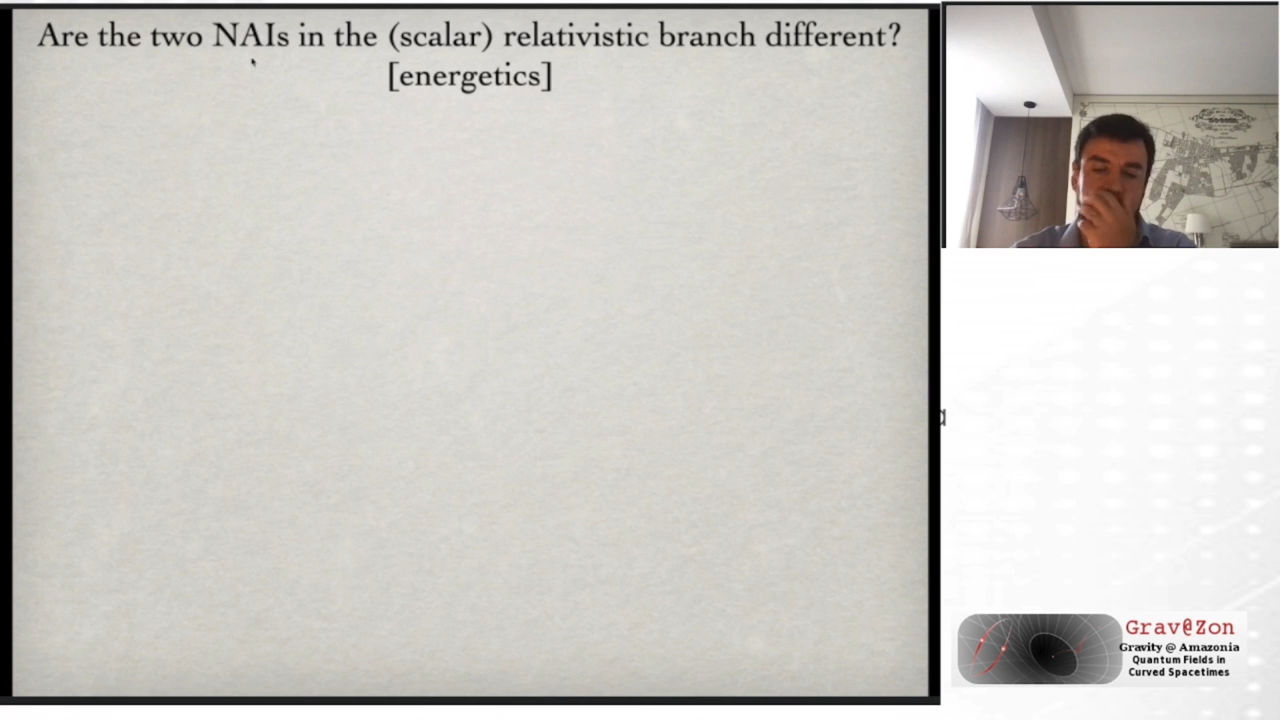 Are the two NAIs in the (scalar) relativistic branch different?
[energetics]
Grav@Zon
Gravity @ Amazonia
Quantum Fields in
Curved Spacetimes